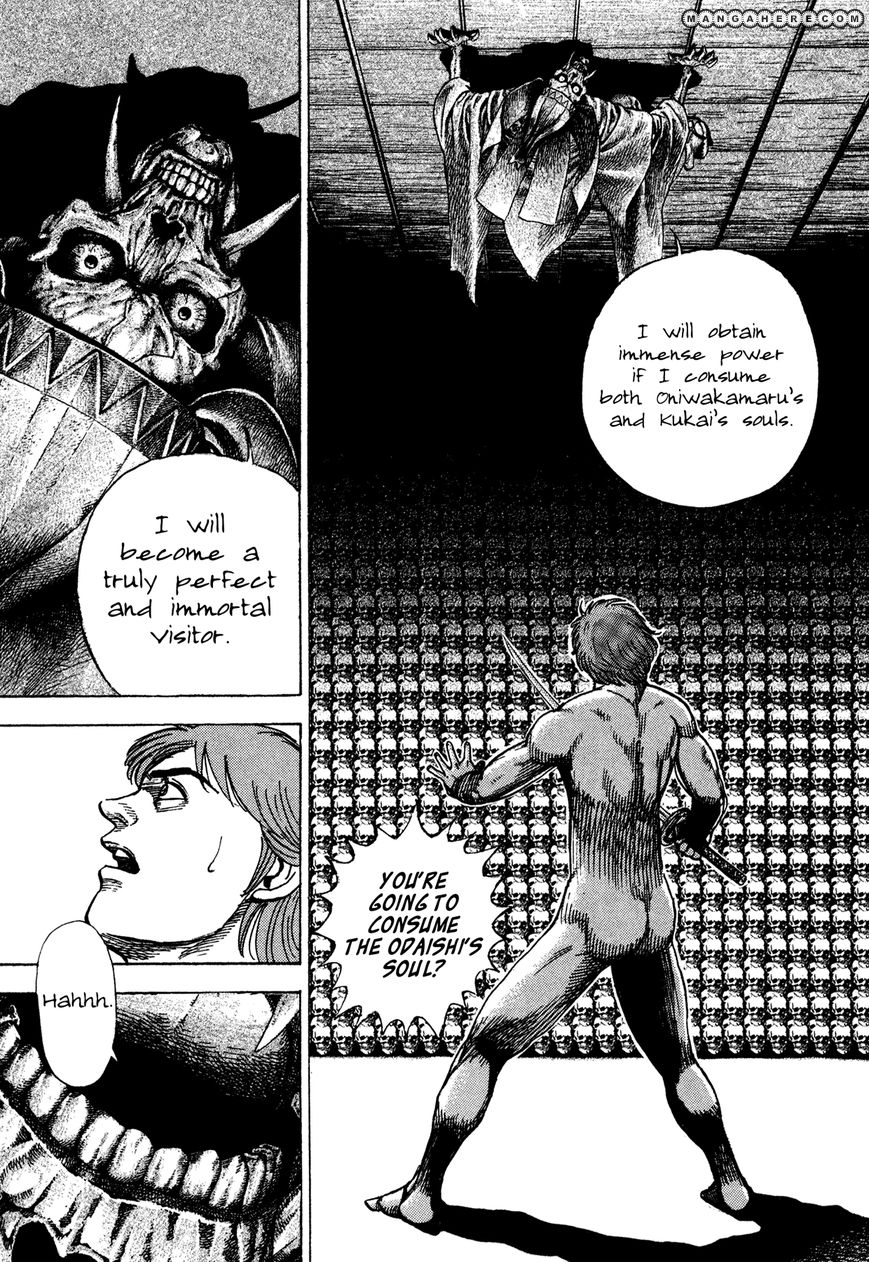 MANGAHERE.COM
I will obtain
immense power
if I consume
both Oniwakamaru's
and Kukai's souls.
YOU'RE
GOING TO
CONSUME
THE ODAISHI'S
SOUL?
I will
become a
truly perfect
and immortal
visitor.
Hahhh.